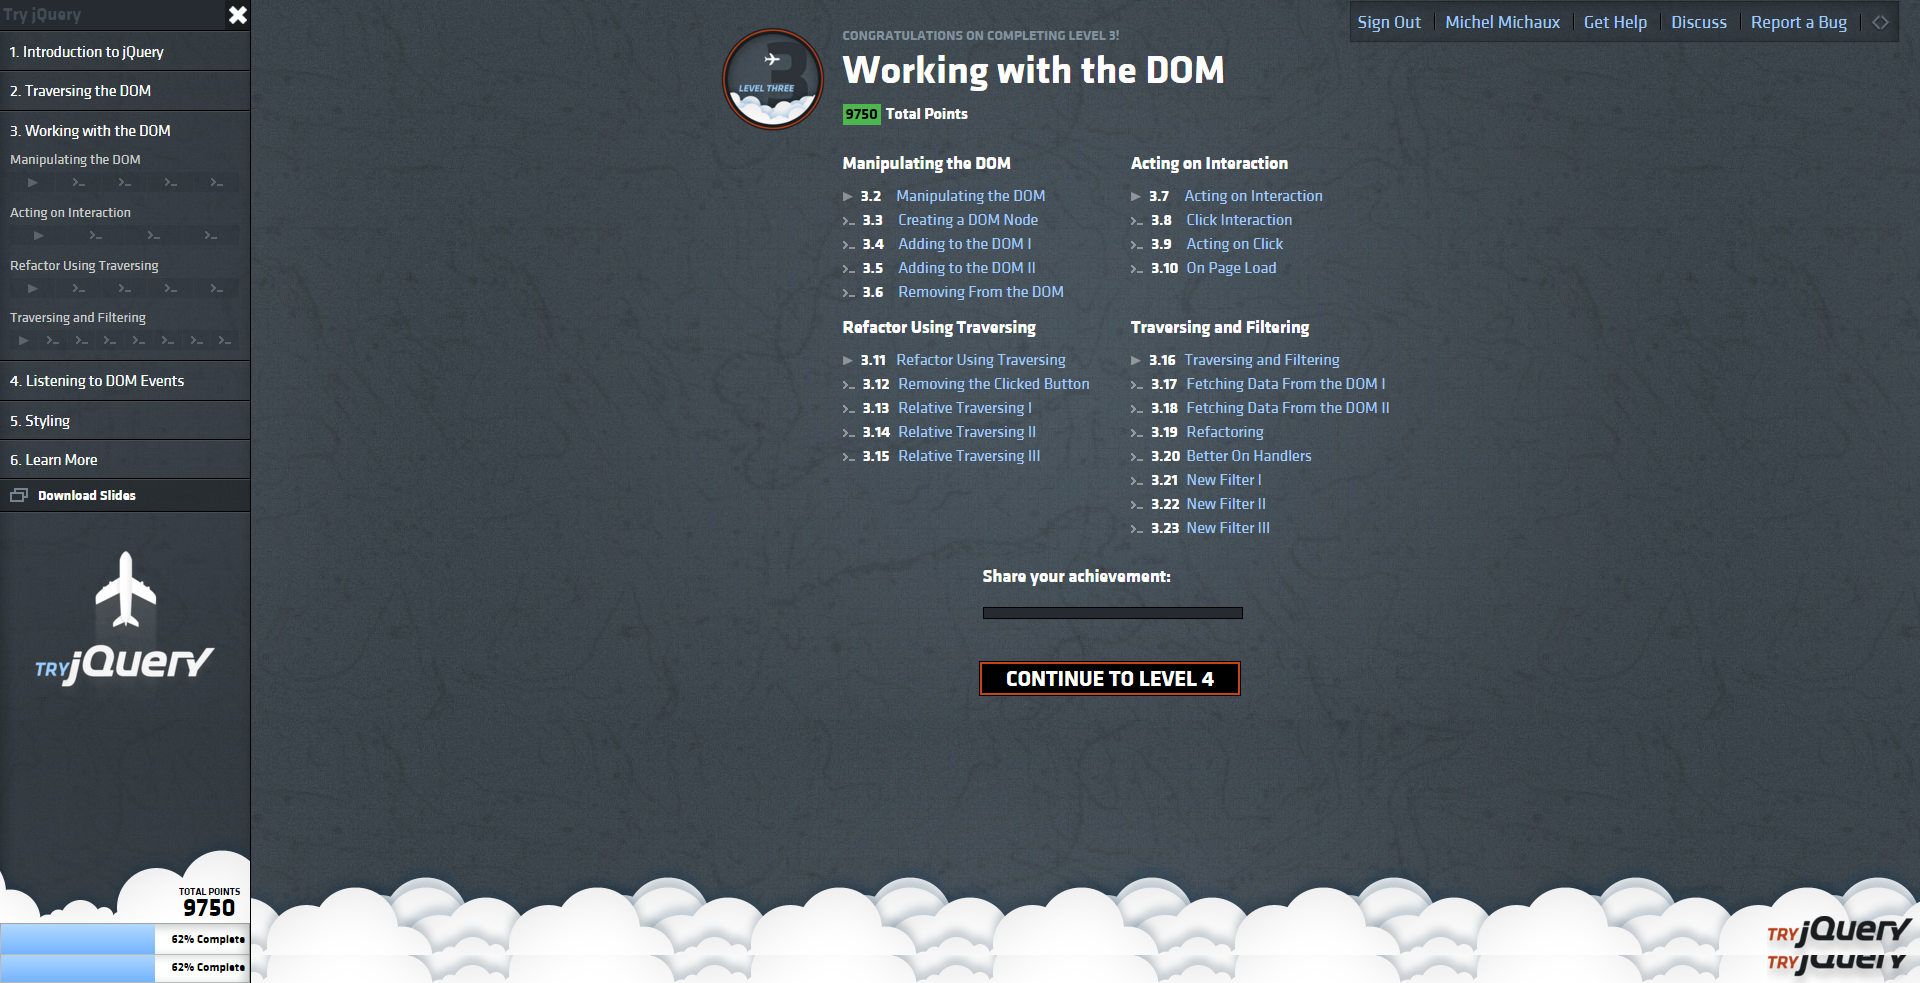 Try jQuery
1. Introduction to jQuery
2. Traversing the DOM
3. Working with the DOM
Manipulating the DOM
Acting on Interaction
Refactor Using Traversing
Traversing and Filtering
4. Listening to DOM Events
5. Styling
6. Learn More
Download Slides
TRY jQuery
TOTAL POINTS
9750
62% Complete
62% Complete
Sign Out
Michel Michaux
Get Help
Discuss
Report a Bug
3
LEVEL THREE
CONGRATULATIONS ON COMPLETING LEVEL 3!
Working with the DOM
9750 Total Points
Manipulating the DOM
3.2 Manipulating the DOM
3.3 Creating a DOM Node
3.4 Adding to the DOM I
3.5 Adding to the DOM II
3.6 Removing From the DOM
Acting on Interaction
3.7 Acting on Interaction
3.8 Click Interaction
3.9 Acting on Click
3.10 On Page Load
Refactor Using Traversing
3.11 Refactor Using Traversing
3.12 Removing the Clicked Button
3.13 Relative Traversing I
3.14 Relative Traversing II
3.15 Relative Traversing III
Traversing and Filtering
3.16 Traversing and Filtering
3.17 Fetching Data From the DOM I
3.18 Fetching Data From the DOM II
3.19 Refactoring
3.20 Better On Handlers
3.21 New Filter I
3.22 New Filter II
3.23 New Filter III
Share your achievement:
CONTINUE TO LEVEL 4
TRY jQuery
TRY jQuery